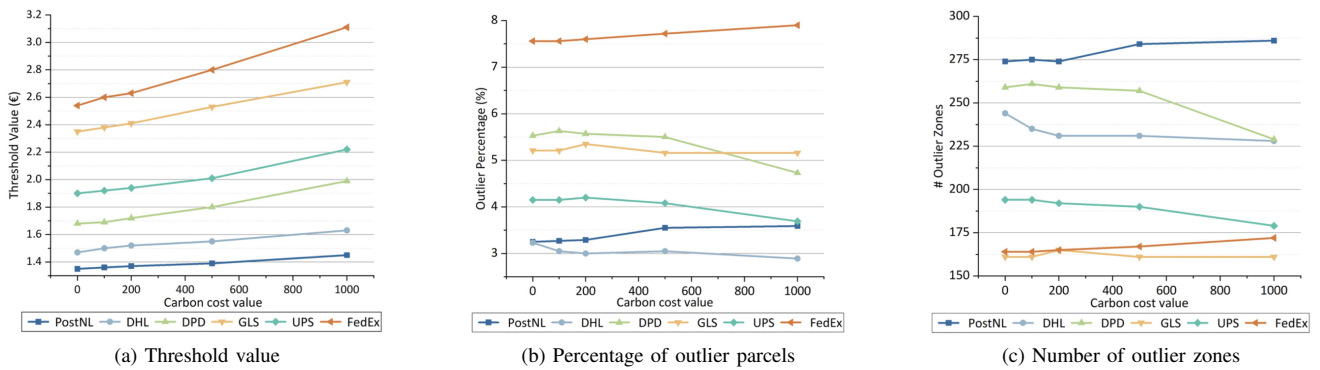 Threshold Value (€)
3.2
3.0
2.8
2.6
2.4
2.2
2.0
1.8
1.6
1.4
0 200 400 600 800 1000
Carbon cost value
PostNL DHL DPD GLS UPS FedEx
(a) Threshold value
Outlier Percentage (%)
8
7
6
5
4
3
0 200 400 600 800 1000
Carbon cost value
PostNL DHL DPD GLS UPS FedEx
(b) Percentage of outlier parcels
# Outlier Zones
300
275
250
225
200
175
150
0 200 400 600 800 1000
Carbon cost value
PostNL DHL DPD GLS UPS FedEx
(c) Number of outlier zones